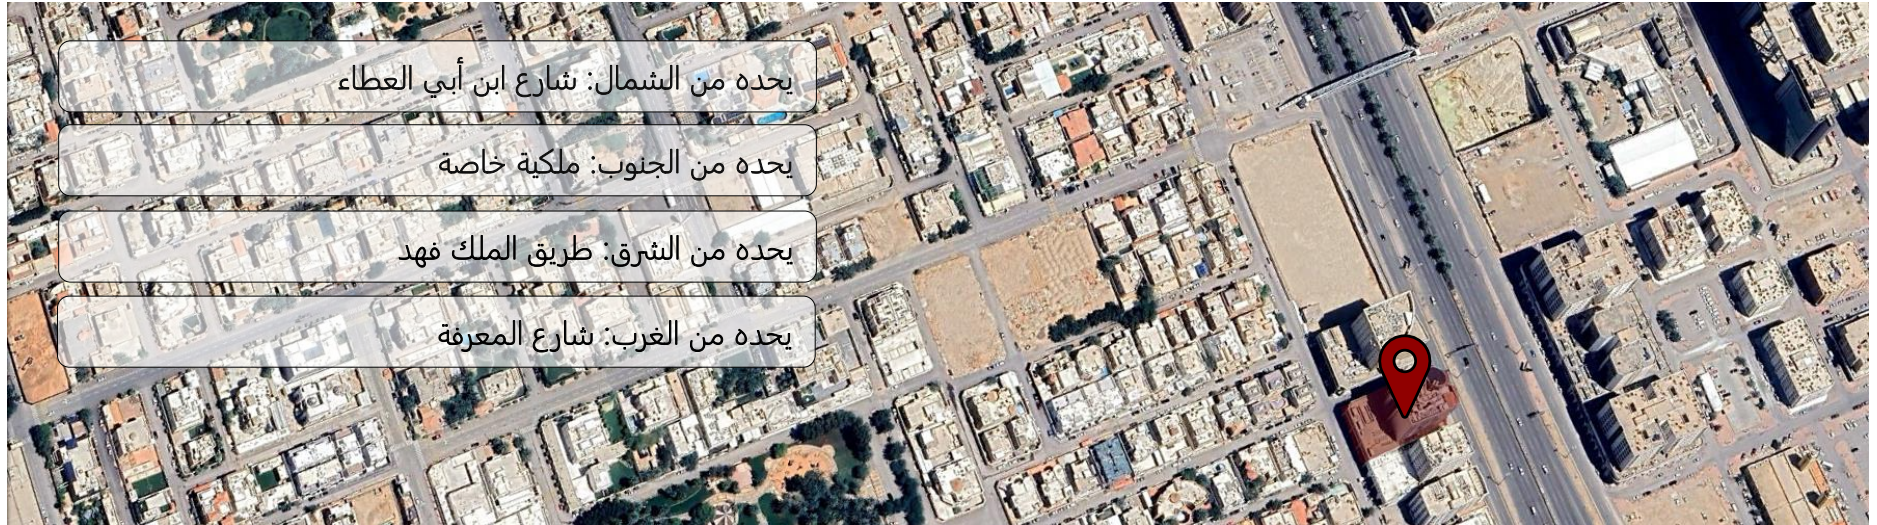 يحده من الشمال: شارع ابن أبي العطاء
يحده من الجنوب: ملكية خاصة
يحده من الشرق: طريق الملك فهد
يحده من الغرب: شارع المعرفة